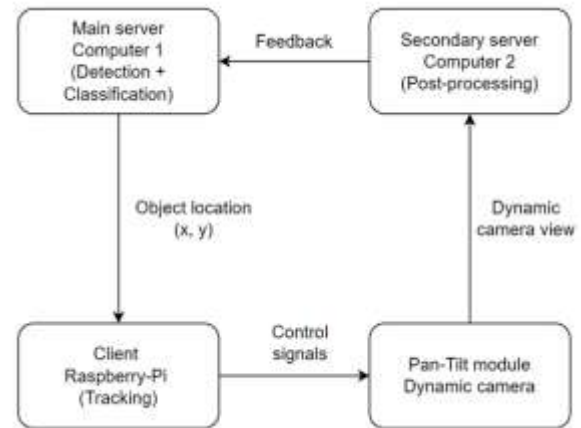 Main server
Computer 1
(Detection +
Classification)
Feedback
Secondary server
Computer 2
(Post-processing)
Object location
(x, y)
Dynamic
camera view
Client
Raspberry-Pi
(Tracking)
Control
signals
Pan-Tilt module
Dynamic camera